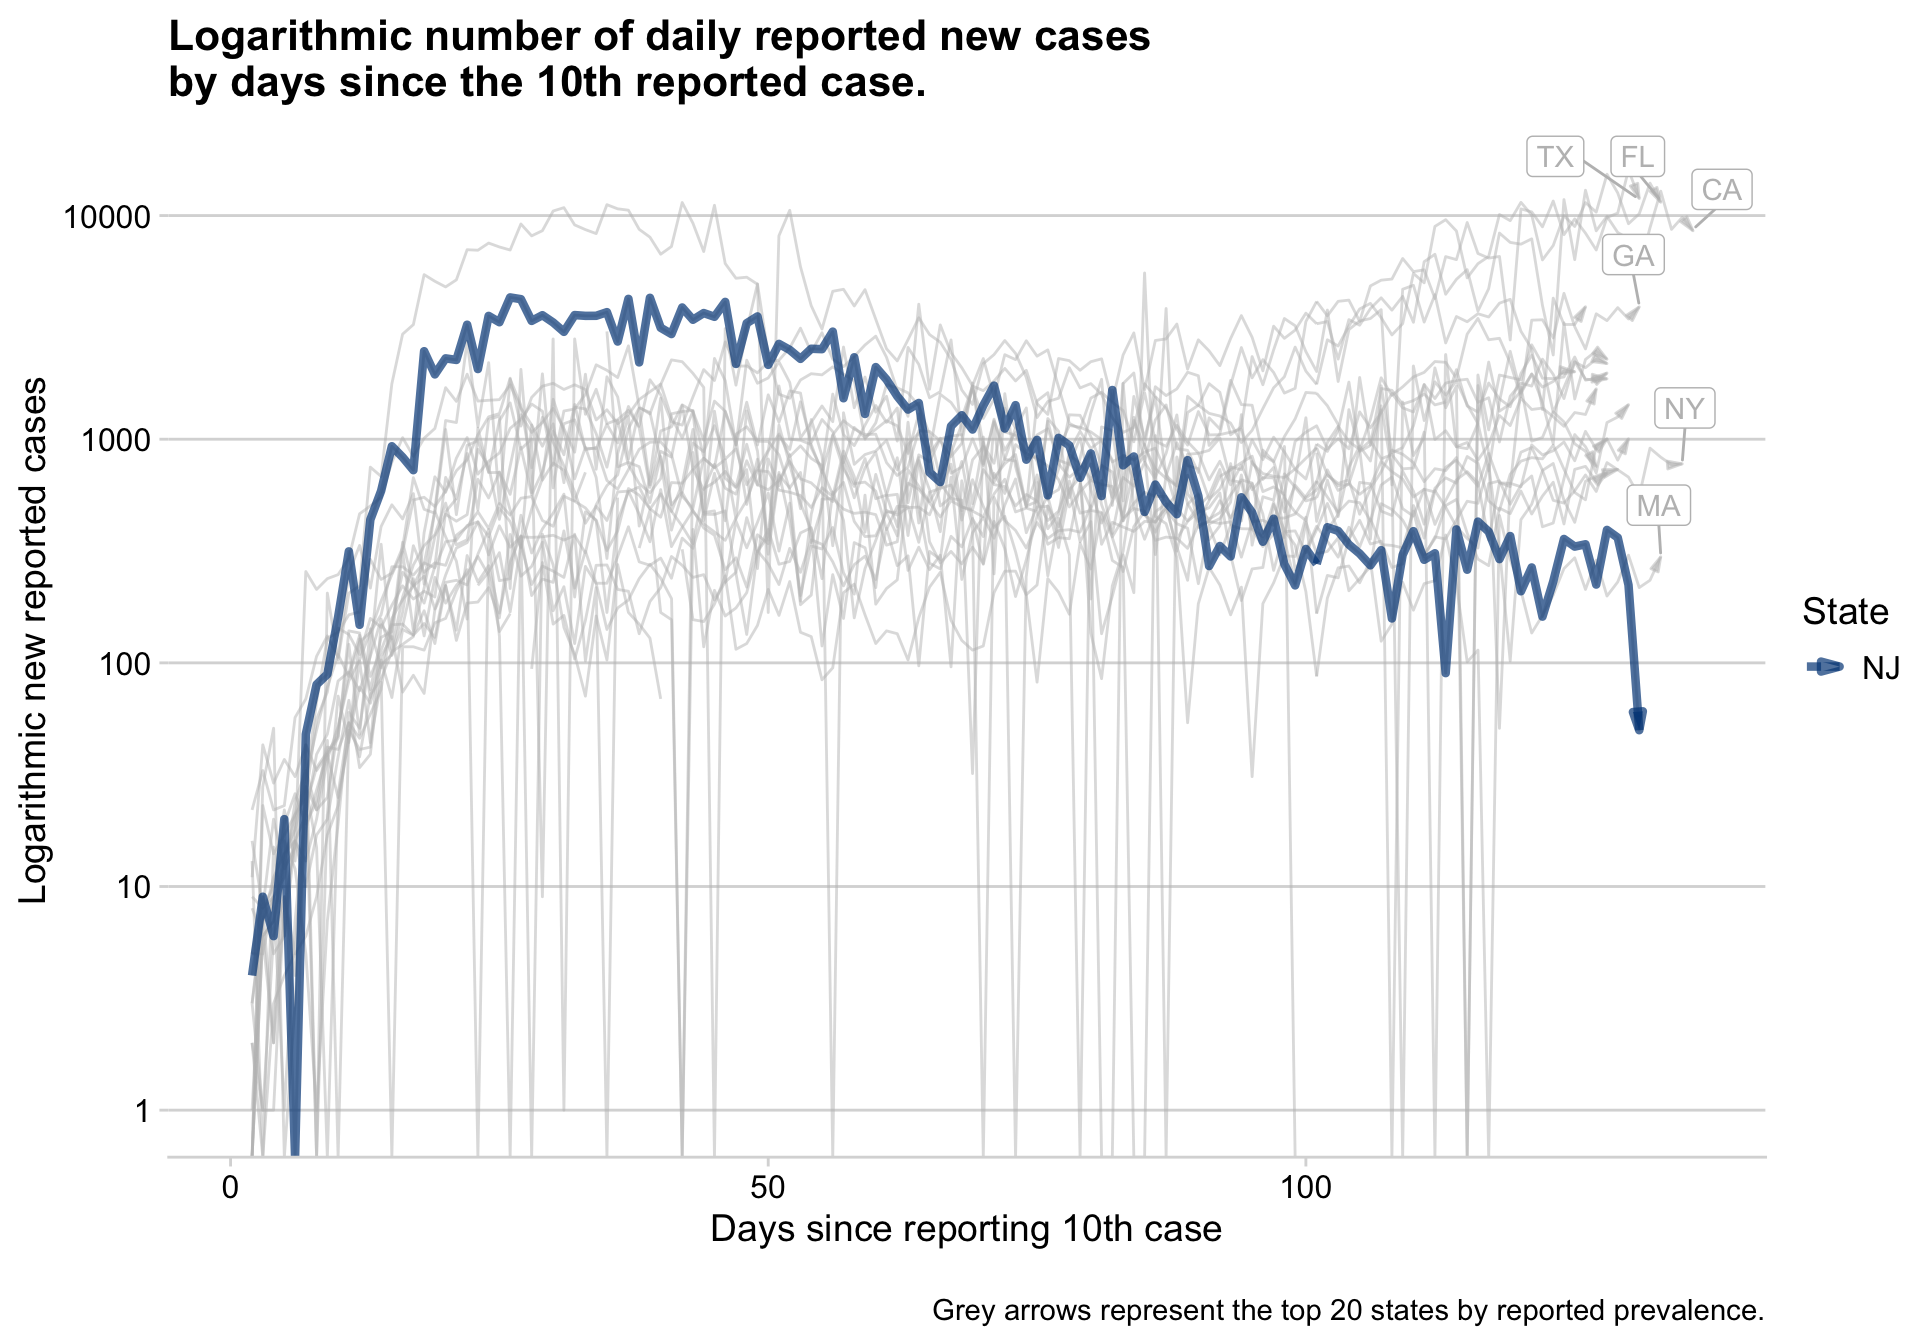 Logarithmic number of daily reported new cases
by days since the 10th reported case.
TX
FL
CA
GA
NY
MA
10000
1000
100
10
1
Logarithmic new reported cases
0
50
100
Days since reporting 10th case
State
NJ
Grey arrows represent the top 20 states by reported prevalence.